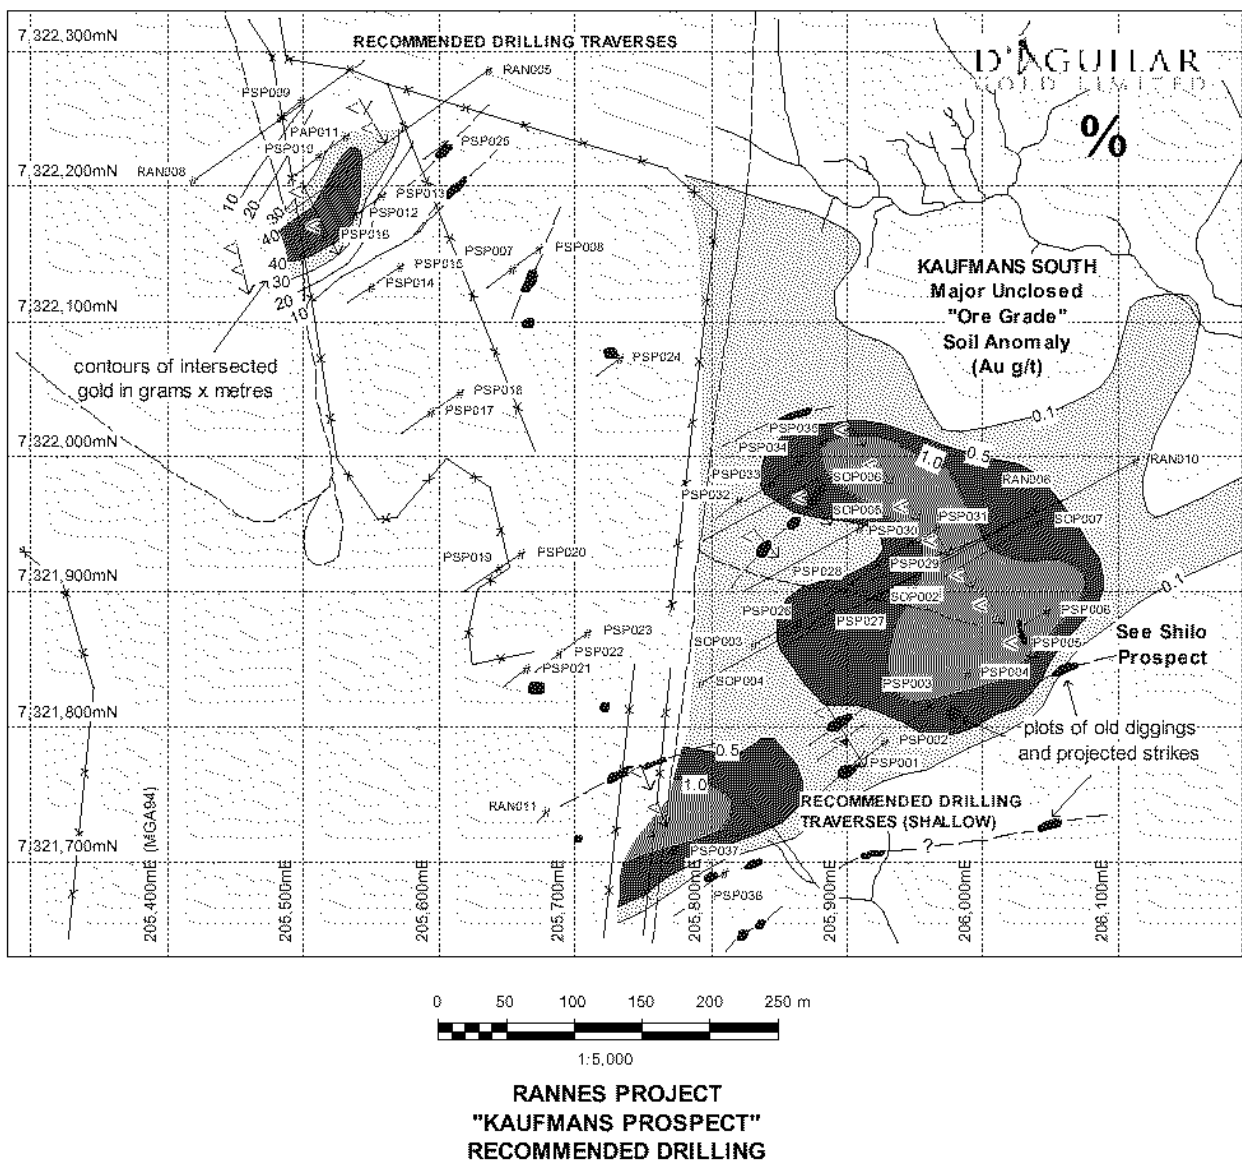 7,322,300mN
RECOMMENDED DRILLING TRAVERSES
D'AGUILAR
GOLD LIMITED
%
RAN005
PSP009
PAP011
PSP010
PSP025
RAN008
7,322,200mN
10
20
30
40
PSP013
PSP012
PSP016
PSP007
PSP008
40
30
20
10
PSP015
PSP014
KAUFMANS SOUTH
Major Unclosed
"Ore Grade"
Soil Anomaly
(Au g/t)
7,322,100mN
contours of intersected
gold in grams x metres
PSP024
PSP018
PSP017
0.1
7,322,000mN
PSP035
PSP034
PSP033
PSP032
1.0
0.5
RAN010
SOP006
RAN006
SOP005
PSP031
SOP007
PSP030
7,321,900mN
PSP019
PSP020
PSP029
PSP028
0.1
SOP002
PSP026
PSP027
PSP006
PSP023
PSP022
PSP021
SOP003
PSP005
See Shilo
Prospect
SOP004
PSP003
PSP004
7,321,800mN
plots of old diggings
and projected strikes
0.5
PSP002
PSP001
1.0
RAN011
RECOMMENDED DRILLING
TRAVERSES (SHALLOW)
7,321,700mN
PSP037
?
PSP036
205,400mE (MGA94)
205,500mE
205,600mE
205,700mE
205,800mE
205,900mE
206,000mE
206,100mE
0 50 100 150 200 250 m
1:5,000
RANNES PROJECT
"KAUFMANS PROSPECT"
RECOMMENDED DRILLING